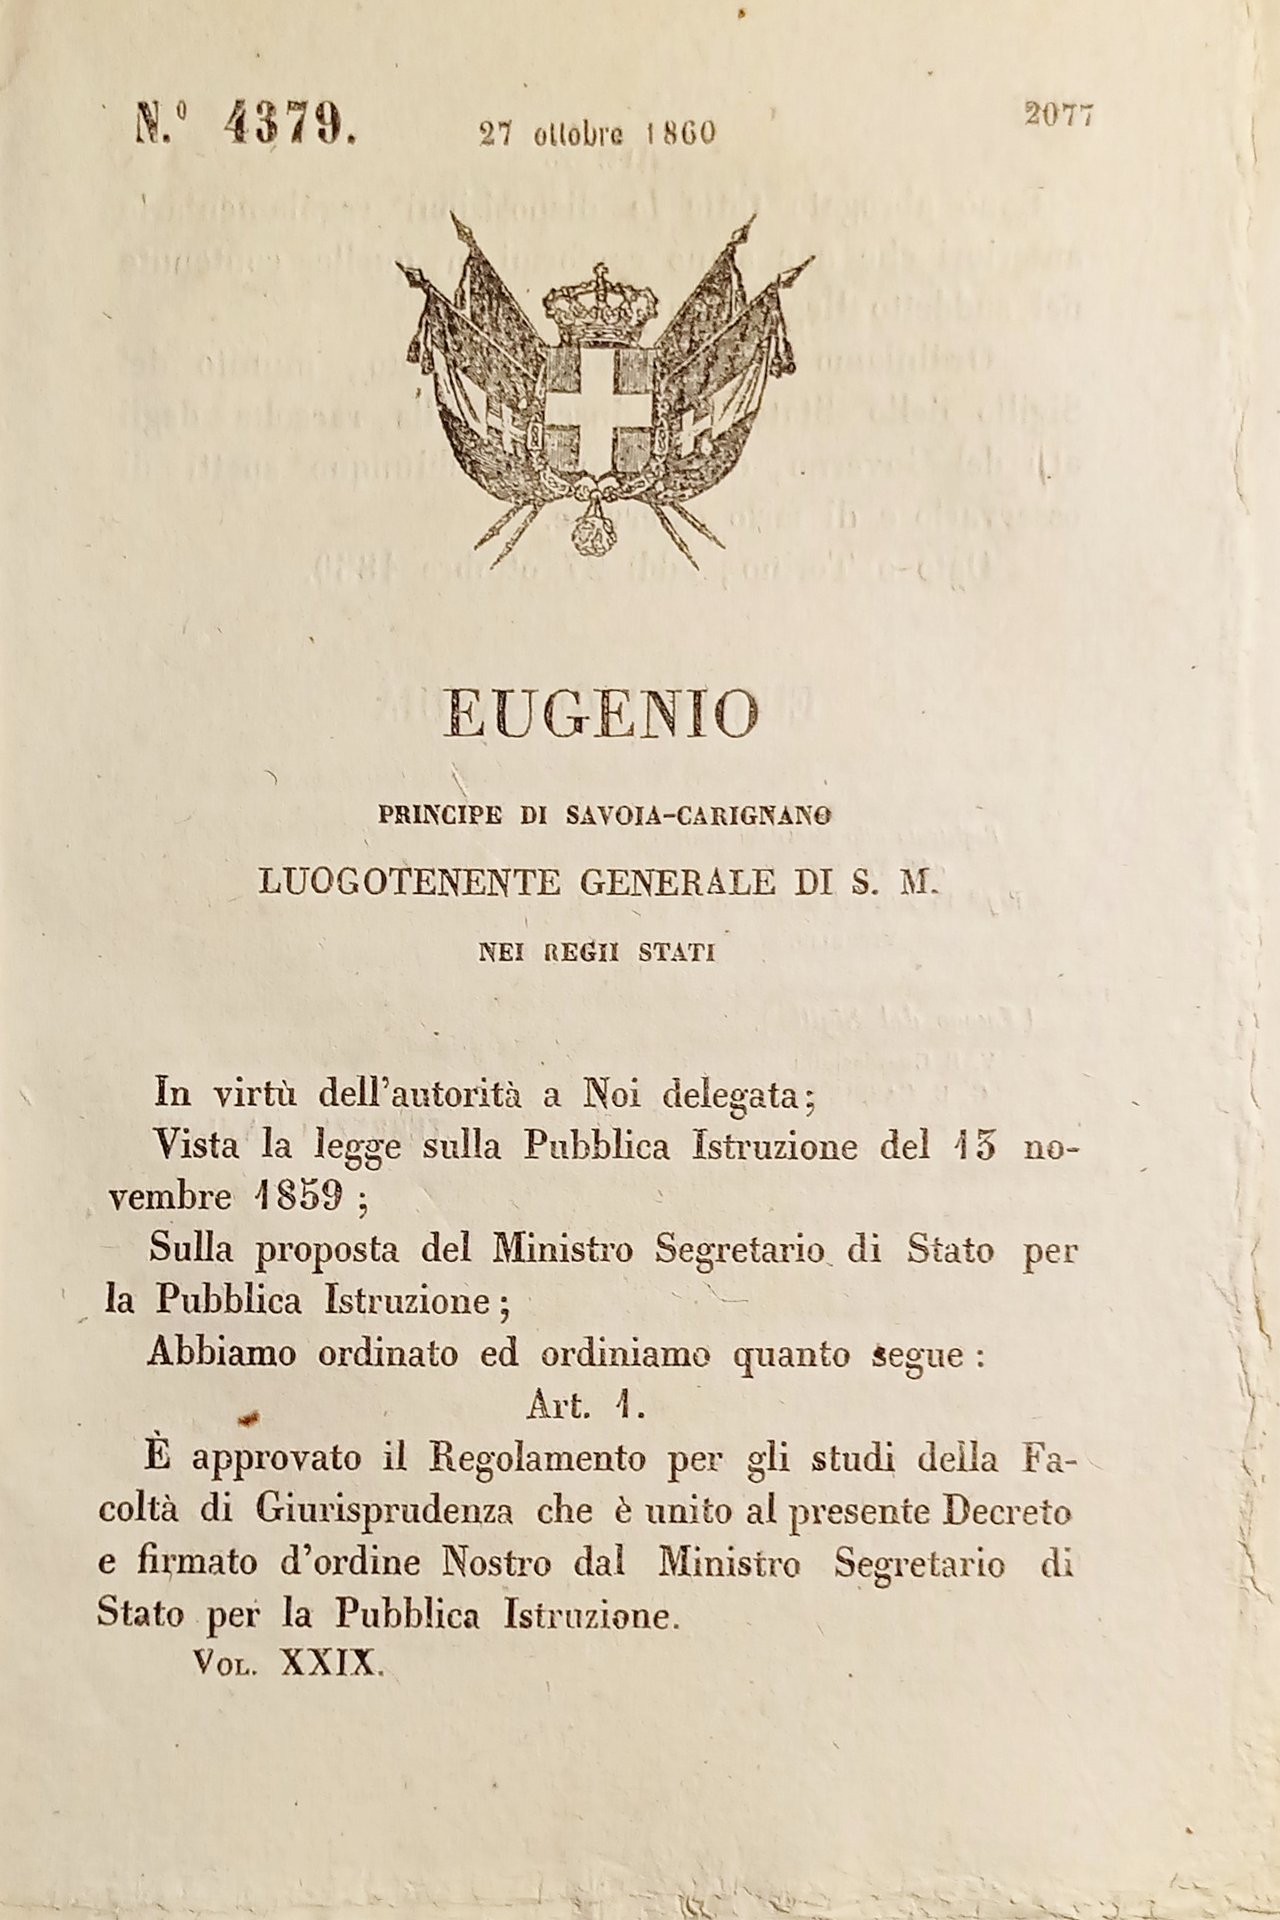 N.º 4379.
27 ottobre 1860
2077
EUGENIO
PRINCIPE DI SAVOIA-CARIGNANO
LUOGOTENENTE GENERALE DI S. M.
NEI REGII STATI
In virtù dell'autorità a Noi delegata;
Vista la legge sulla Pubblica Istruzione del 13 no-
vembre 1859;
Sulla proposta del Ministro Segretario di Stato per
la Pubblica Istruzione;
Abbiamo ordinato ed ordiniamo quanto segue:
Art. 1.
È approvato il Regolamento per gli studi della Fa-
coltà di Giurisprudenza che è unito al presente Decreto
e firmato d'ordine Nostro dal Ministro Segretario di
Stato per la Pubblica Istruzione.
VOL. XXIX.